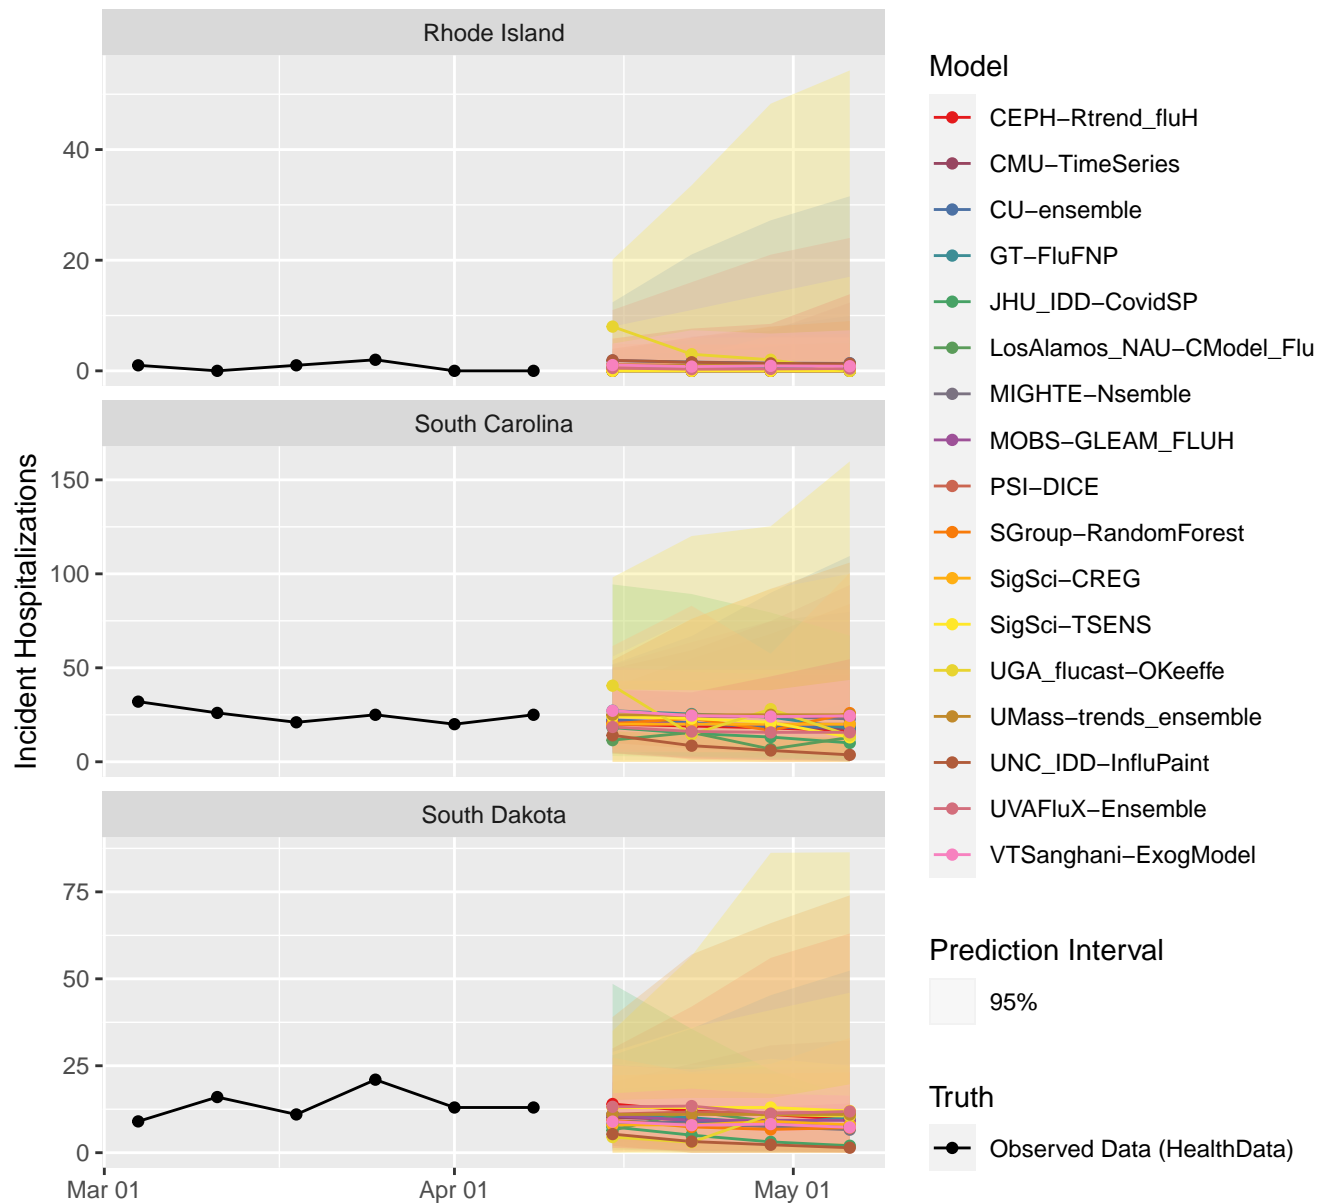 Rhode Island
40
20
0
South Carolina
150
100
50
0
South Dakota
75
50
25
0
Mar 01
Apr 01
May 01
Incident Hospitalizations
Model
CEPH−Rtrend_fluH
CMU−TimeSeries
CU−ensemble
GT−FluFNP
JHU_IDD−CovidSP
LosAlamos_NAU−CModel_Flu
MIGHTE−Nsemble
MOBS−GLEAM_FLUH
PSI−DICE
SGroup−RandomForest
SigSci−CREG
SigSci−TSENS
UGA_flucast−OKeeffe
UMass−trends_ensemble
UNC_IDD−InfluPaint
UVAFluX−Ensemble
VTSanghani−ExogModel
Prediction Interval
95%
Truth
Observed Data (HealthData)